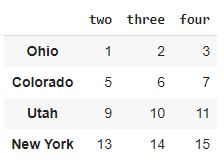 two three four
Ohio 1 2 3
Colorado 5 6 7
Utah 9 10 11
New York 13 14 15